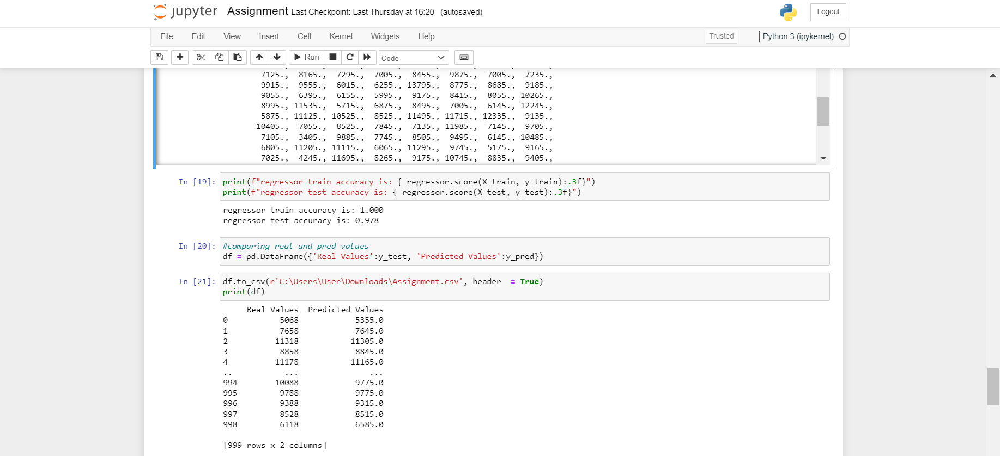 jupyter Assignment Last Checkpoint: Last Thursday at 16:20 (autosaved) Logout
File Edit View Insert Cell Kernel Widgets Help Trusted Python 3 (ipykernel)
Run Code
7125., 8165., 7295., 7005., 8455., 9875., 7005., 7235.,
9915., 9555., 6015., 6255., 13795., 8775., 8685., 9185.,
9055., 6395., 6155., 5995., 9175., 8415., 8055., 10265.,
8995., 11535., 5715., 6875., 8495., 7005., 6145., 12245.,
5875., 11125., 10525., 8525., 11495., 11715., 12335., 9135.,
10405., 7055., 8525., 7845., 7135., 11985., 7145., 9705.,
7105., 3405., 9885., 7745., 8505., 9495., 6145., 10485.,
6805., 11205., 11115., 6065., 11295., 9745., 5175., 9165.,
7025., 4245., 11695., 8265., 9175., 10745., 8835., 9405.,
In [19]: print(f"regressor train accuracy is: { regressor.score(X_train, y_train):.3f}")
print(f"regressor test accuracy is: { regressor.score(X_test, y_test):.3f}")
regressor train accuracy is: 1.000
regressor test accuracy is: 0.978
In [20]: #comparing real and pred values
df = pd.DataFrame({'Real Values':y_test, 'Predicted Values':y_pred})
In [21]: df.to_csv(r'C:\Users\User\Downloads\Assignment.csv', header  = True)
print(df)
Real Values  Predicted Values
0 5068 5355.0
1 7658 7645.0
2 11318 11305.0
3 8858 8845.0
4 11178 11165.0
.. ... ...
994 10088 9775.0
995 9788 9775.0
996 9388 9315.0
997 8528 8515.0
998 6118 6585.0
[999 rows x 2 columns]